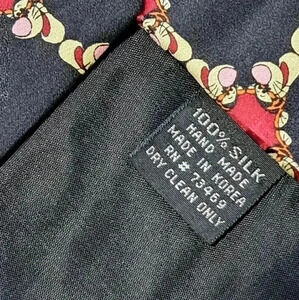 100% SILK
HAND MADE
MADE IN KOREA
RN # 73469
DRY CLEAN ONLY